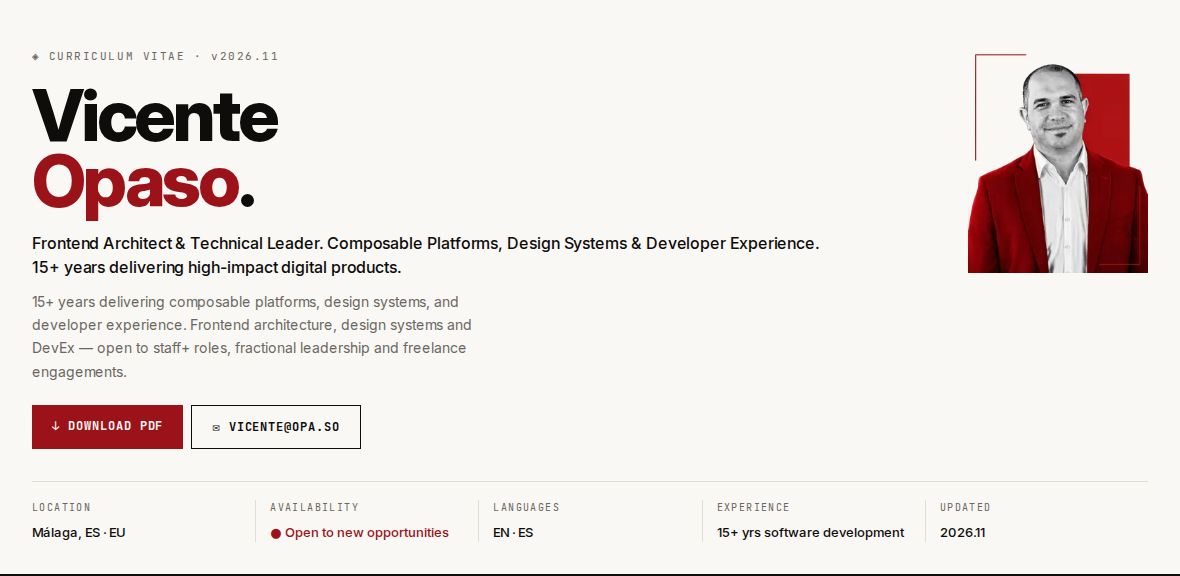 ◈ CURRICULUM VITAE · v2026.11
Vicente
Opaso.
Frontend Architect & Technical Leader. Composable Platforms, Design Systems & Developer Experience.
15+ years delivering high-impact digital products.
15+ years delivering composable platforms, design systems, and
developer experience. Frontend architecture, design systems and
DevEx — open to staff+ roles, fractional leadership and freelance
engagements.
↓ DOWNLOAD PDF
✉ VICENTE@OPA.SO
LOCATION
Málaga, ES · EU
AVAILABILITY
● Open to new opportunities
LANGUAGES
EN · ES
EXPERIENCE
15+ yrs software development
UPDATED
2026.11